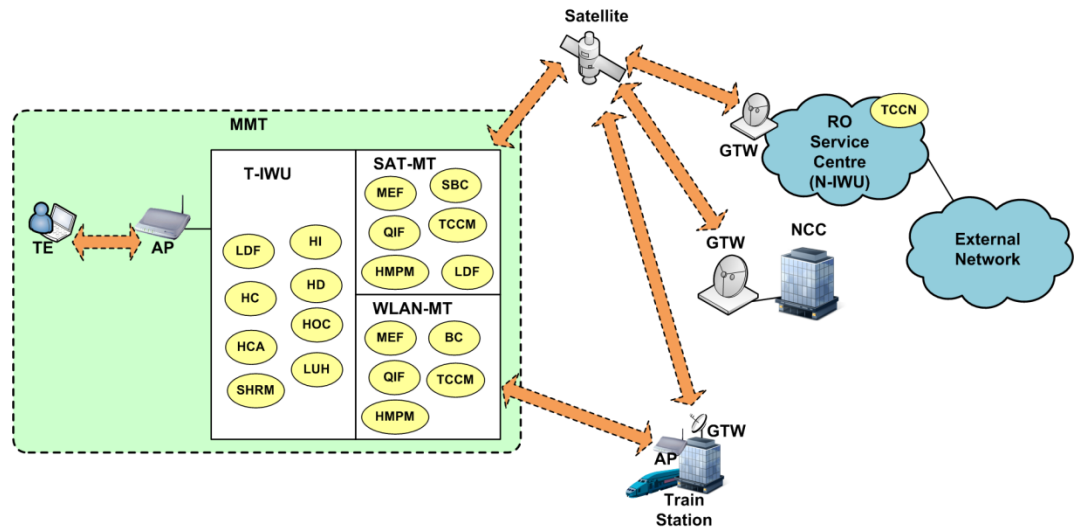 Satellite
MMT
TE
AP
T-IWU
LDF
HI
HC
HD
HCA
HOC
SHRM
LUH
SAT-MT
MEF
SBC
QIF
TCCM
HMPM
LDF
WLAN-MT
MEF
BC
QIF
TCCM
HMPM
GTW
RO
Service
Centre
(N-IWU)
TCCN
External
Network
GTW
NCC
GTW
AP
Train
Station